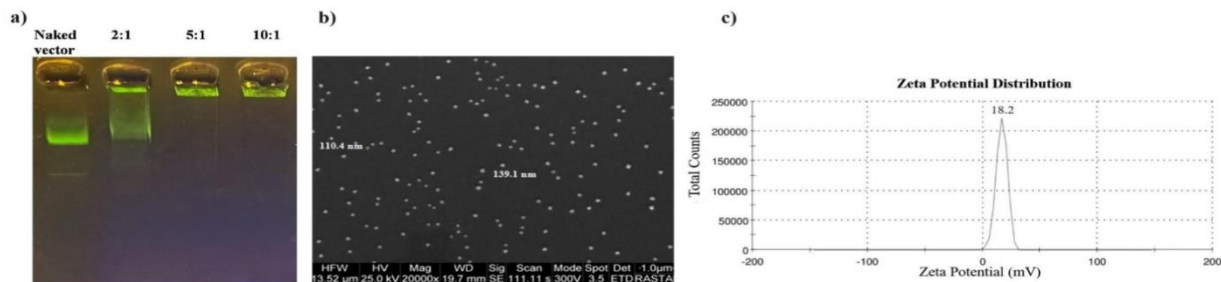 a)
Naked vector
2:1
5:1
10:1
b)
110.4 nm
139.1 nm
HFW HV Mag WD Sig Scan Mode Spot Det -1.0µm-
13.52 µm 25.0 kV 20000x 19.7 mm SE 111.11 s 300V 3.5 ETD RASTA
c)
Zeta Potential Distribution
18.2
250000
200000
150000
100000
50000
0
-200 -100 0 100 200
Total Counts
Zeta Potential (mV)